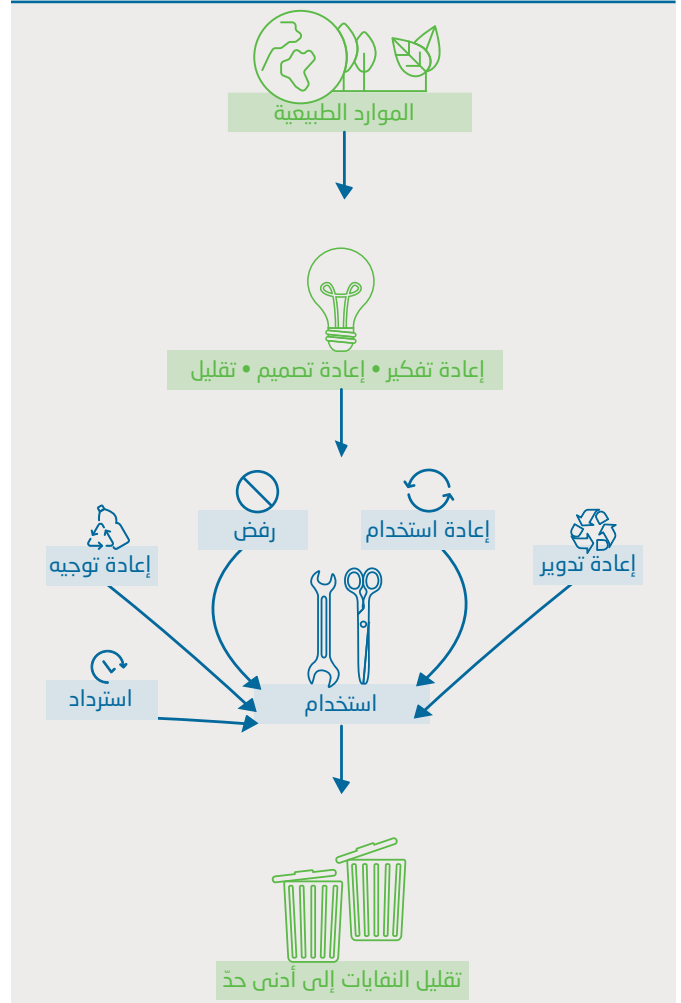 الموارد الطبيعية
إعادة تفكير • إعادة تصميم • تقليل
إعادة تدوير
إعادة استخدام
رفض
إعادة توجيه
استرداد
استخدام
تقليل النفايات إلى أدنى حدّ